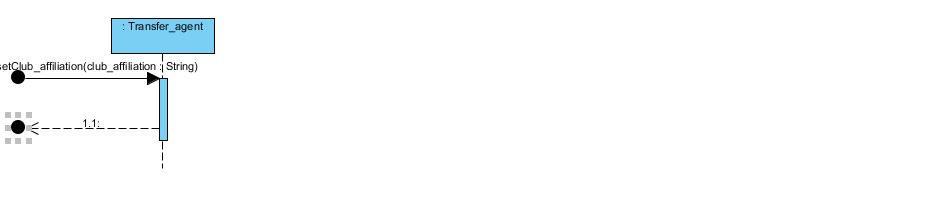 : Transfer_agent
setClub_affiliation(club_affiliation : String)
1.1: